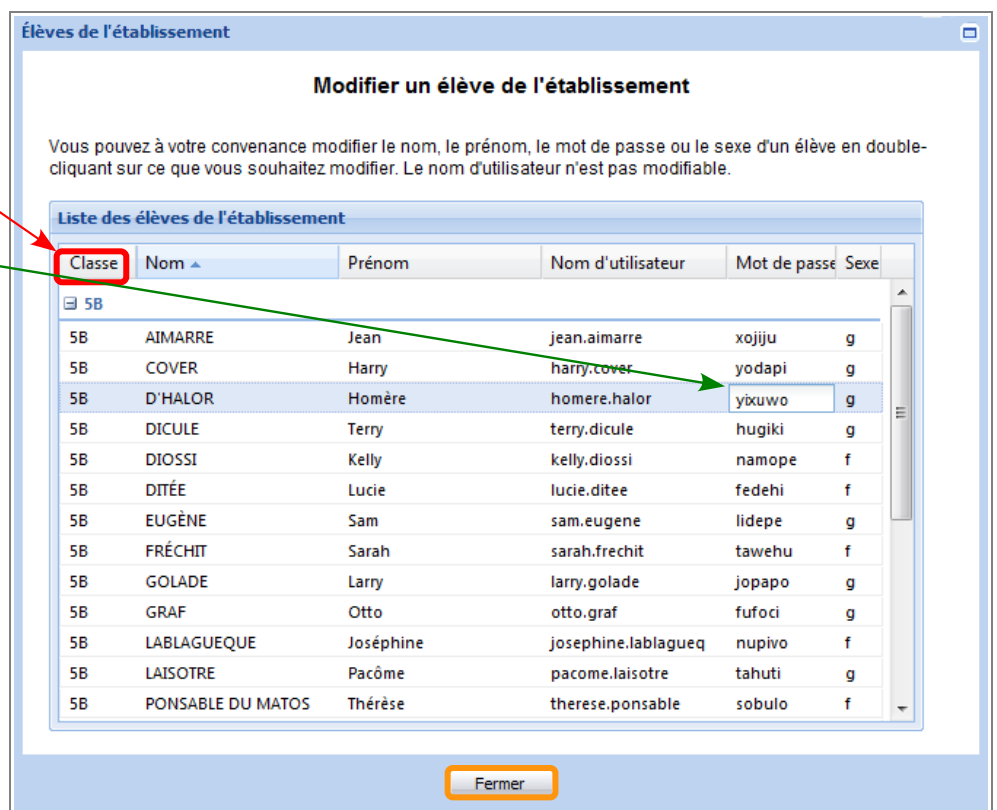 Élèves de l'établissement
Modifier un élève de l'établissement
Vous pouvez à votre convenance modifier le nom, le prénom, le mot de passe ou le sexe d'un élève en double-
cliquant sur ce que vous souhaitez modifier. Le nom d'utilisateur n'est pas modifiable.
Liste des élèves de l'établissement
Classe Nom Prénom Nom d'utilisateur Mot de passe Sexe
5B
5B AIMARRE Jean jean.aimarre xojiju g
5B COVER Harry harry.cover yodapi g
5B D'HALOR Homère homere.halor yixuwo g
5B DICULE Terry terry.dicule hugiki g
5B DIOSSI Kelly kelly.diossi namope f
5B DITÉE Lucie lucie.ditee fedehi f
5B EUGÈNE Sam sam.eugene lidepe g
5B FRÉCHIT Sarah sarah.frechit tawehu f
5B GOLADE Larry larry.golade jopapo g
5B GRAF Otto otto.graf fufoci g
5B LABLAGUEQUE Joséphine josephine.lablagueq nupivo f
5B LAISOTRE Pacôme pacome.laisotre tahuti g
5B PONSABLE DU MATOS Thérèse therese.ponsable sobulo f
Fermer